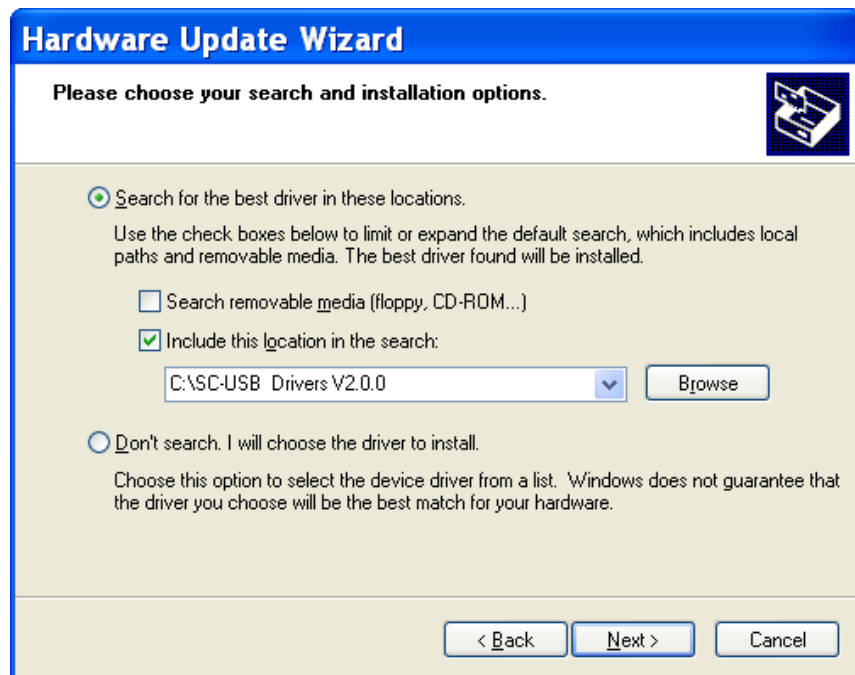 Hardware Update Wizard
Please choose your search and installation options.
Search for the best driver in these locations.
Use the check boxes below to limit or expand the default search, which includes local
paths and removable media. The best driver found will be installed.
Search removable media (floppy, CD-ROM...)
Include this location in the search:
C:\SC-USB  Drivers V2.0.0
Browse
Don't search. I will choose the driver to install.
Choose this option to select the device driver from a list.  Windows does not guarantee that
the driver you choose will be the best match for your hardware.
< Back
Next >
Cancel